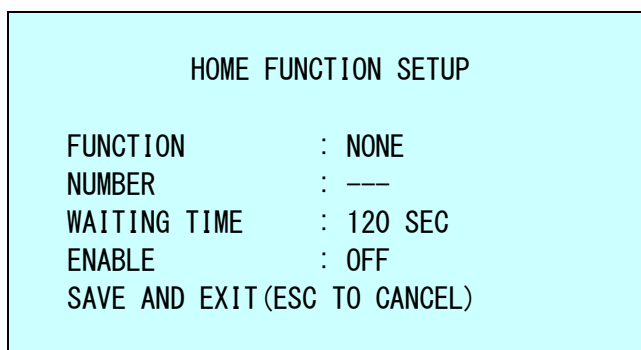 HOME FUNCTION SETUP
FUNCTION : NONE
NUMBER : ---
WAITING TIME : 120 SEC
ENABLE : OFF
SAVE AND EXIT(ESC TO CANCEL)